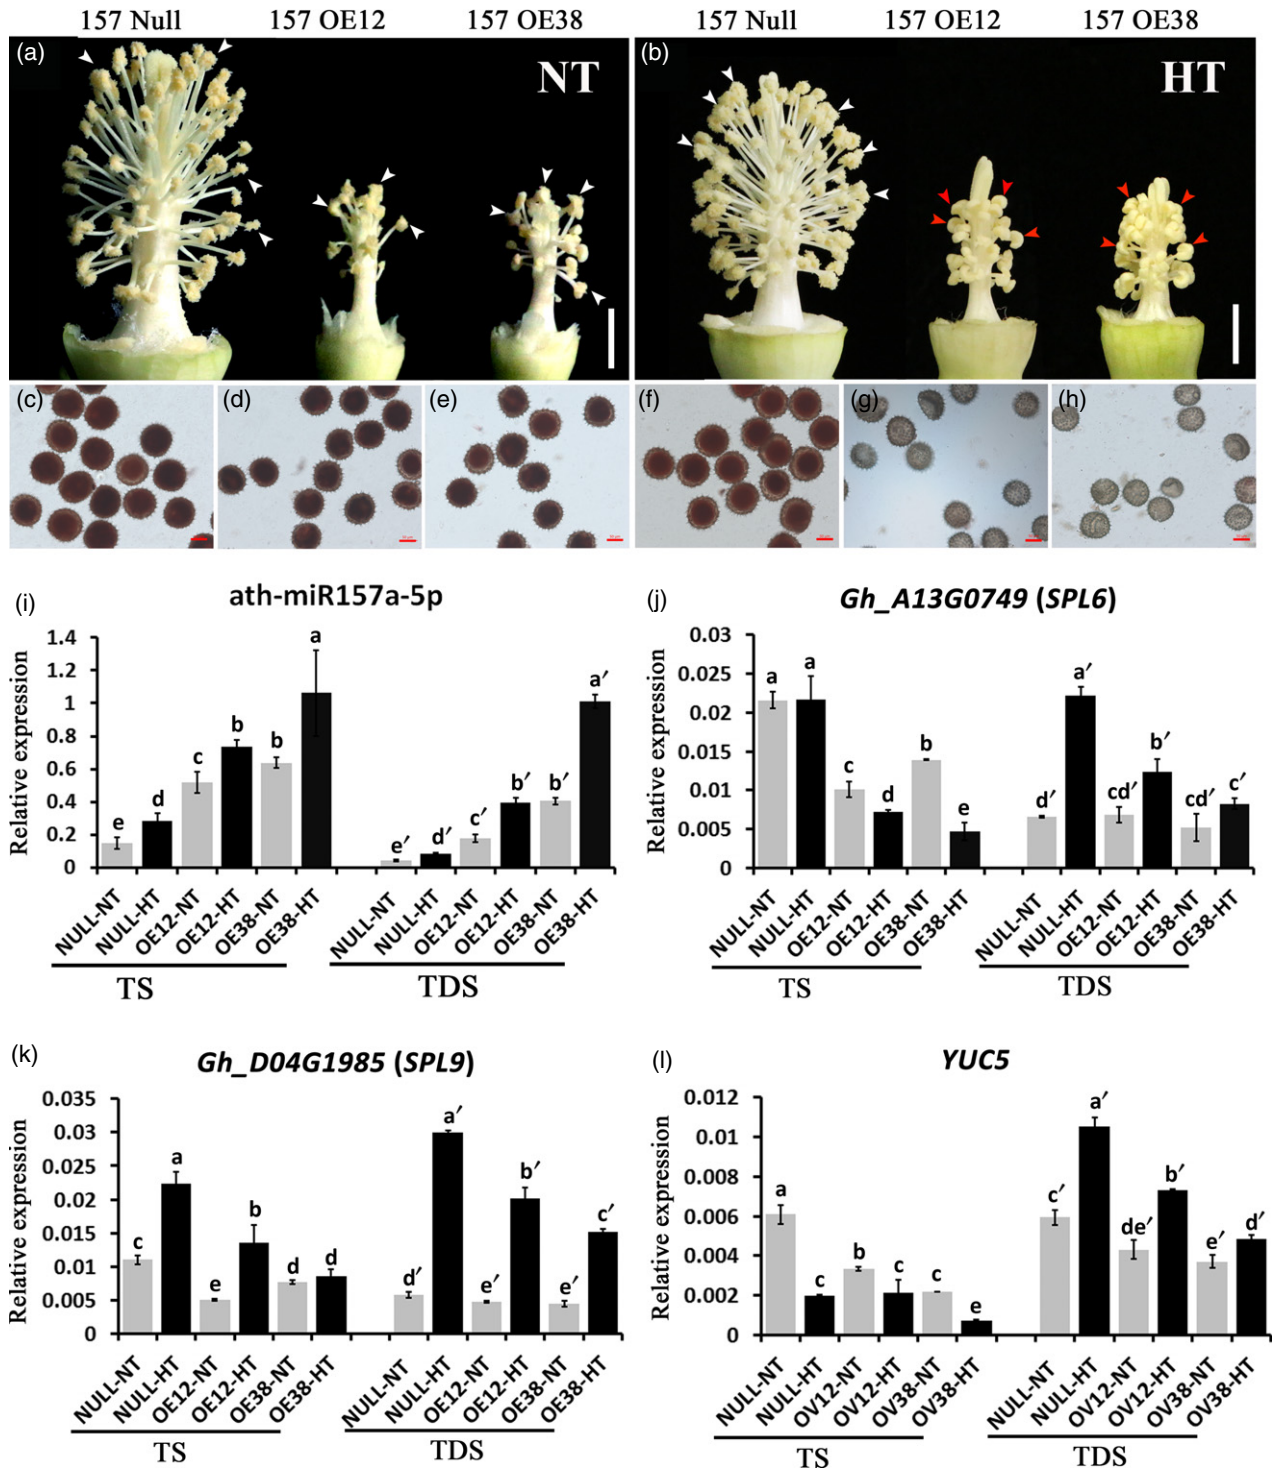 157 Null 157 OE12 157 OE38 157 Null 157 OE12 157 OE38
(a) NT (b) HT
(c) (d) (e) (f) (g) (h)
(i) ath-miR157a-5p
Relative expression
1.4
1.2
1
0.8
0.6
0.4
0.2
0
e d c b b a e′ d′ c′ b′ b′ a′
NULL-NT NULL-HT OE12-NT OE12-HT OE38-NT OE38-HT NULL-NT NULL-HT OE12-NT OE12-HT OE38-NT OE38-HT
TS TDS
(j) Gh_A13G0749 (SPL6)
Relative expression
0.03
0.025
0.02
0.015
0.01
0.005
0
a a c d b e d′ a′ cd′ b′ cd′ c′
NULL-NT NULL-HT OE12-NT OE12-HT OE38-NT OE38-HT NULL-NT NULL-HT OE12-NT OE12-HT OE38-NT OE38-HT
TS TDS
(k) Gh_D04G1985 (SPL9)
Relative expression
0.035
0.03
0.025
0.02
0.015
0.01
0.005
0
c a e b d d d′ a′ e′ b′ e′ c′
NULL-NT NULL-HT OE12-NT OE12-HT OE38-NT OE38-HT NULL-NT NULL-HT OE12-NT OE12-HT OE38-NT OE38-HT
TS TDS
(l) YUC5
Relative expression
0.012
0.01
0.008
0.006
0.004
0.002
0
a c b c c e c′ a′ de′ b′ e′ d′
NULL-NT NULL-HT OV12-NT OV12-HT OV38-NT OV38-HT NULL-NT NULL-HT OV12-NT OV12-HT OV38-NT OV38-HT
TS TDS